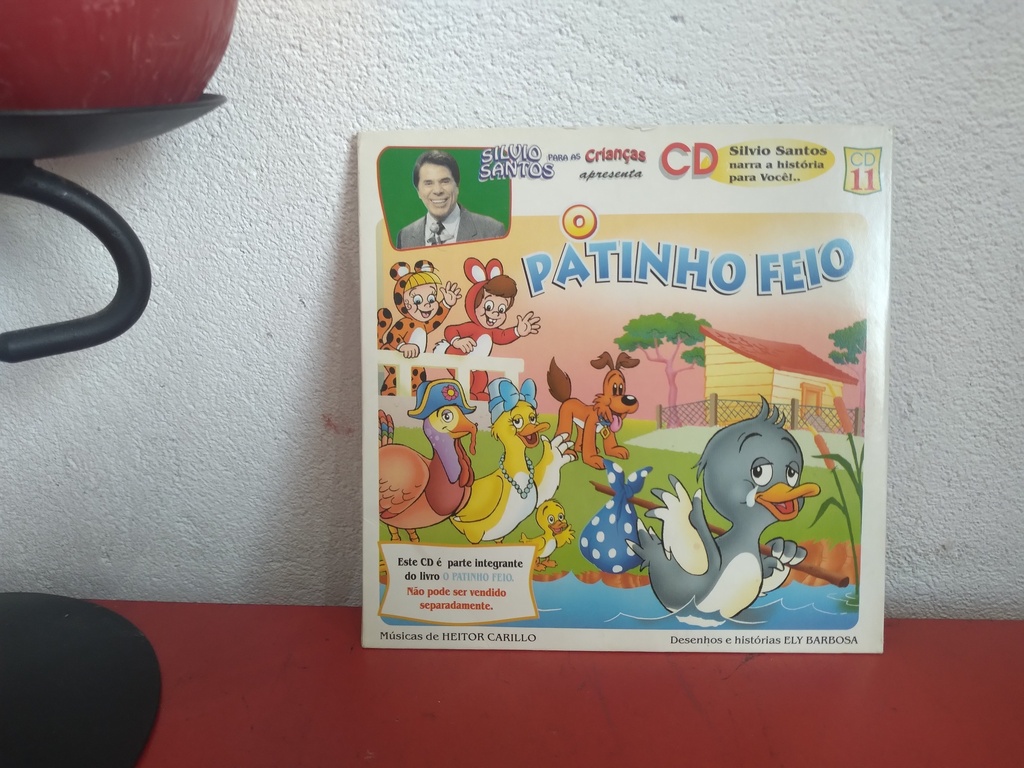 SILVIO SANTOS PARA AS Crianças apresenta
CD
Silvio Santos
narra a história
para Você!..
CD
11
O
PATINHO FEIO
Este CD é parte integrante
do livro O PATINHO FEIO.
Não pode ser vendido
separadamente.
Músicas de HEITOR CARILLO
Desenhos e histórias ELY BARBOSA